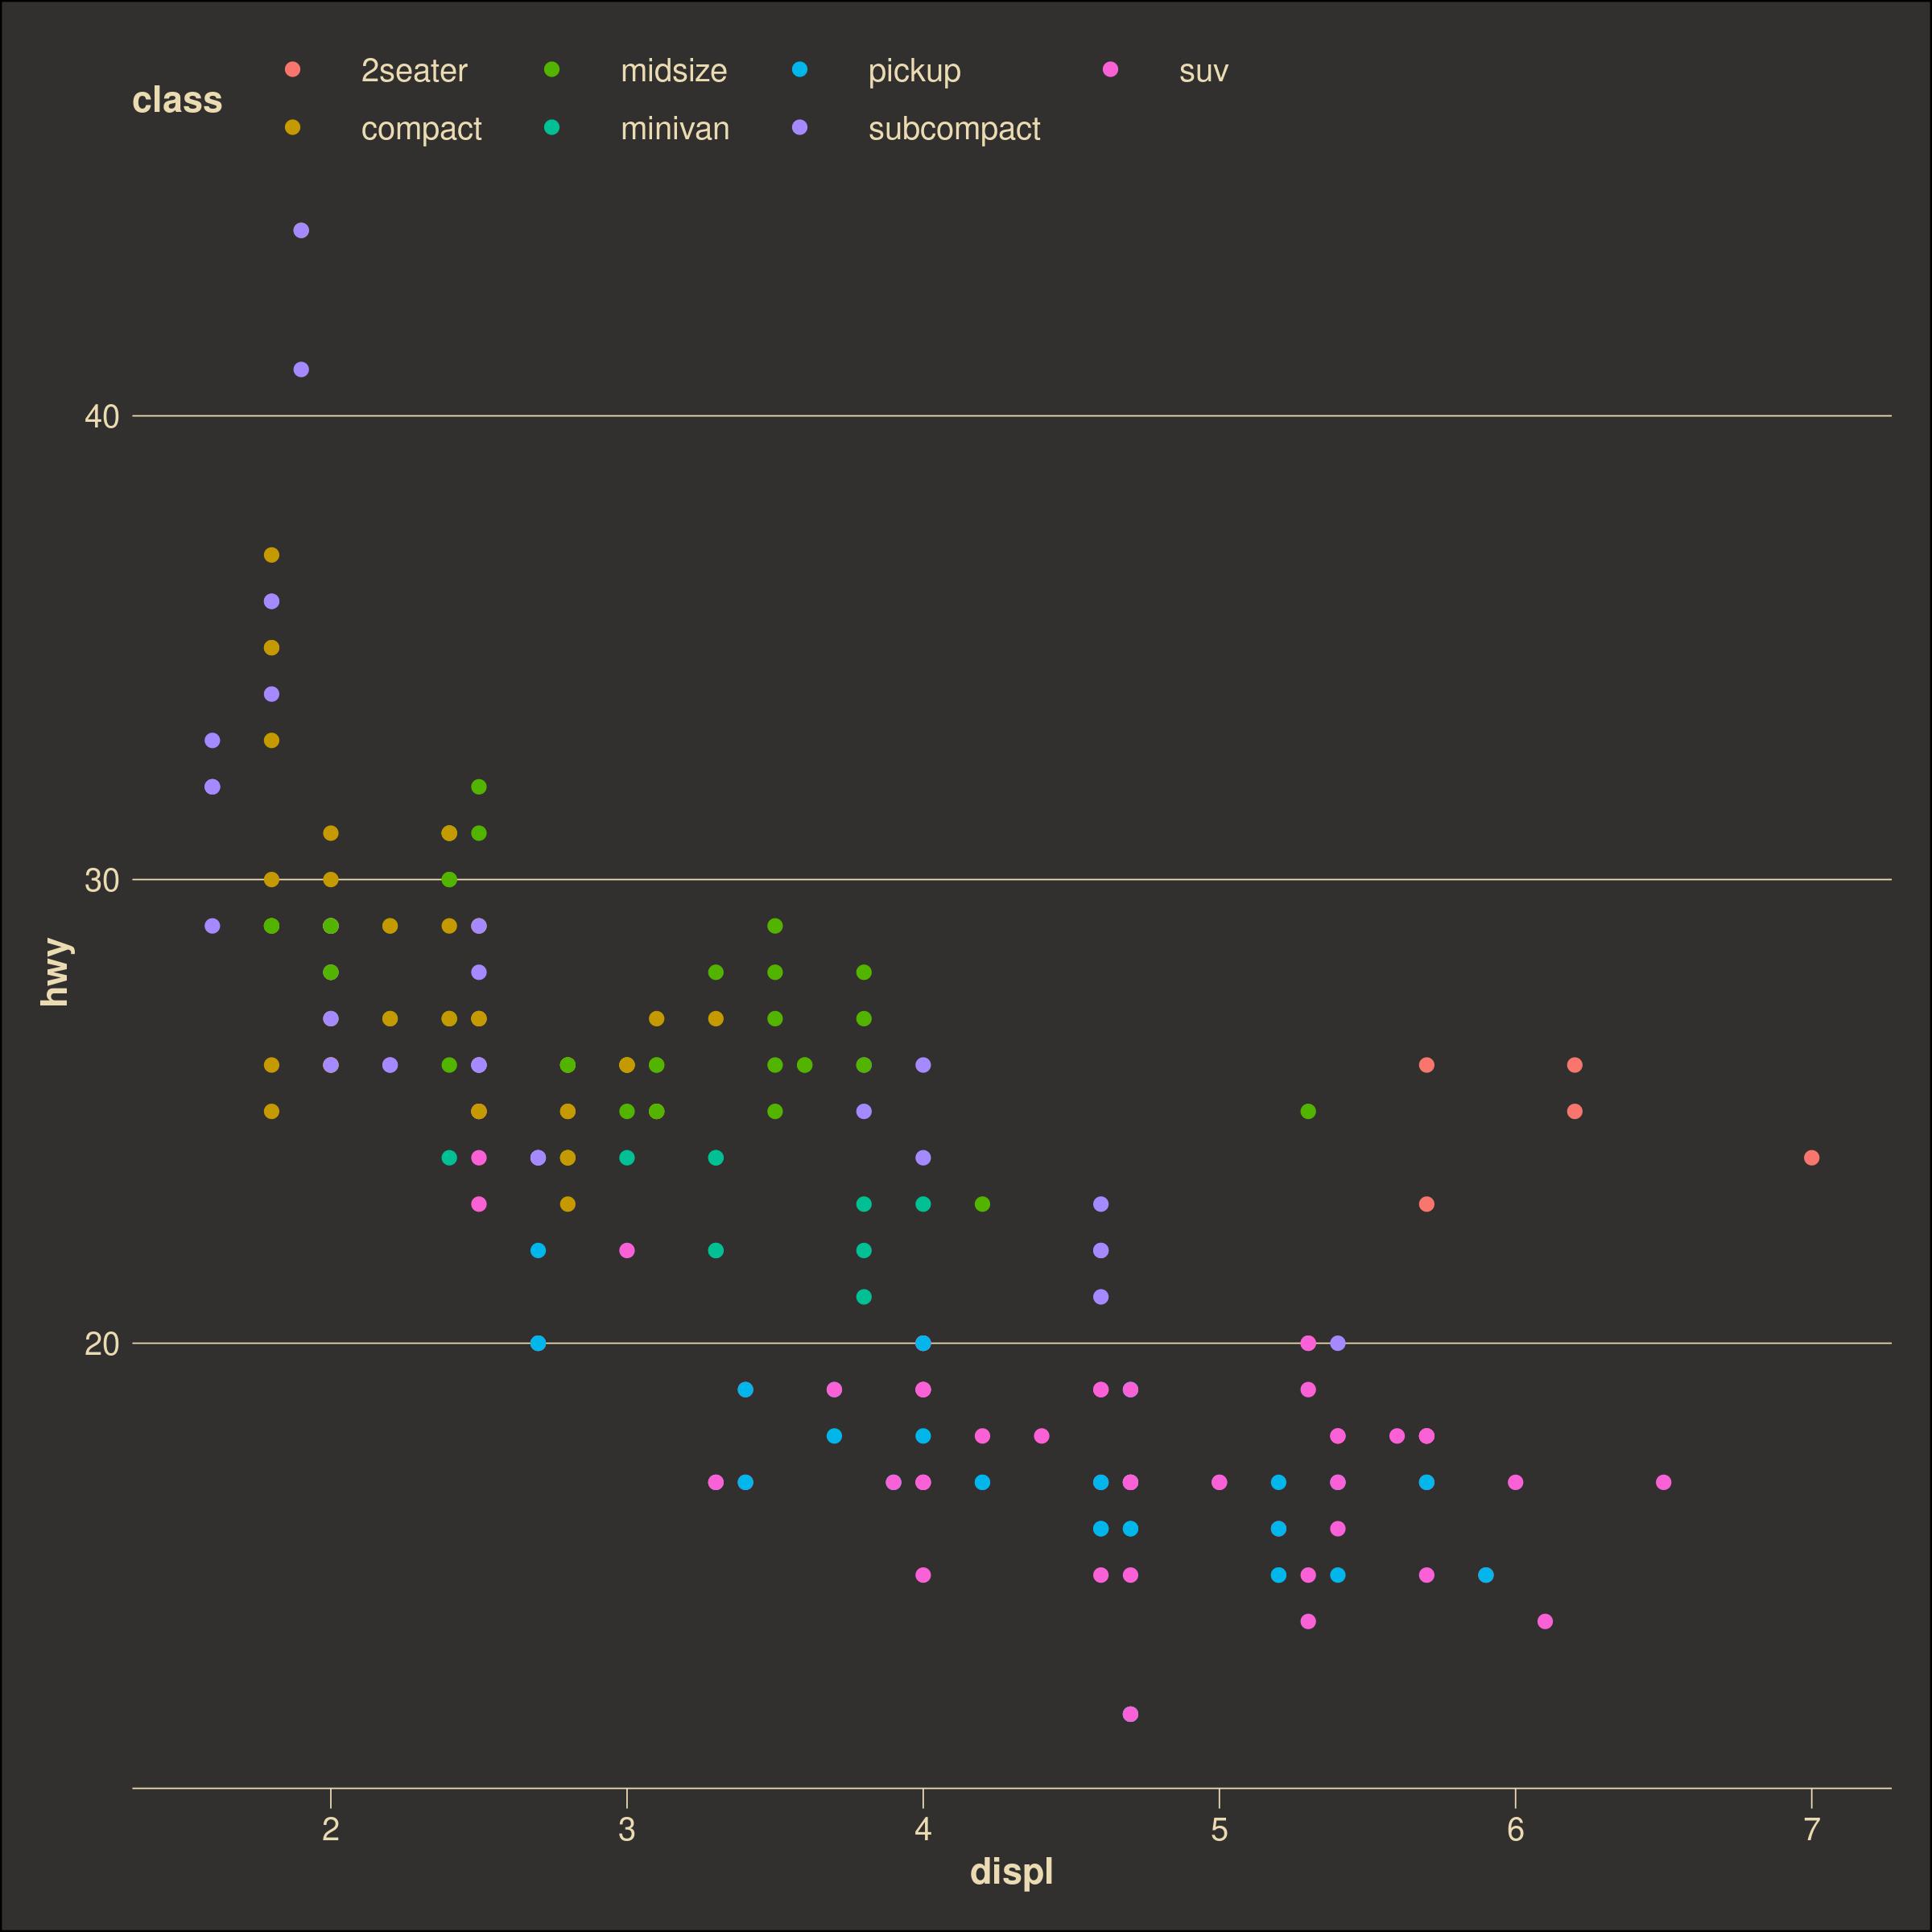 class
2seater midsize pickup suv
compact minivan subcompact
40
30
20
hwy
2 3 4 5 6 7
displ